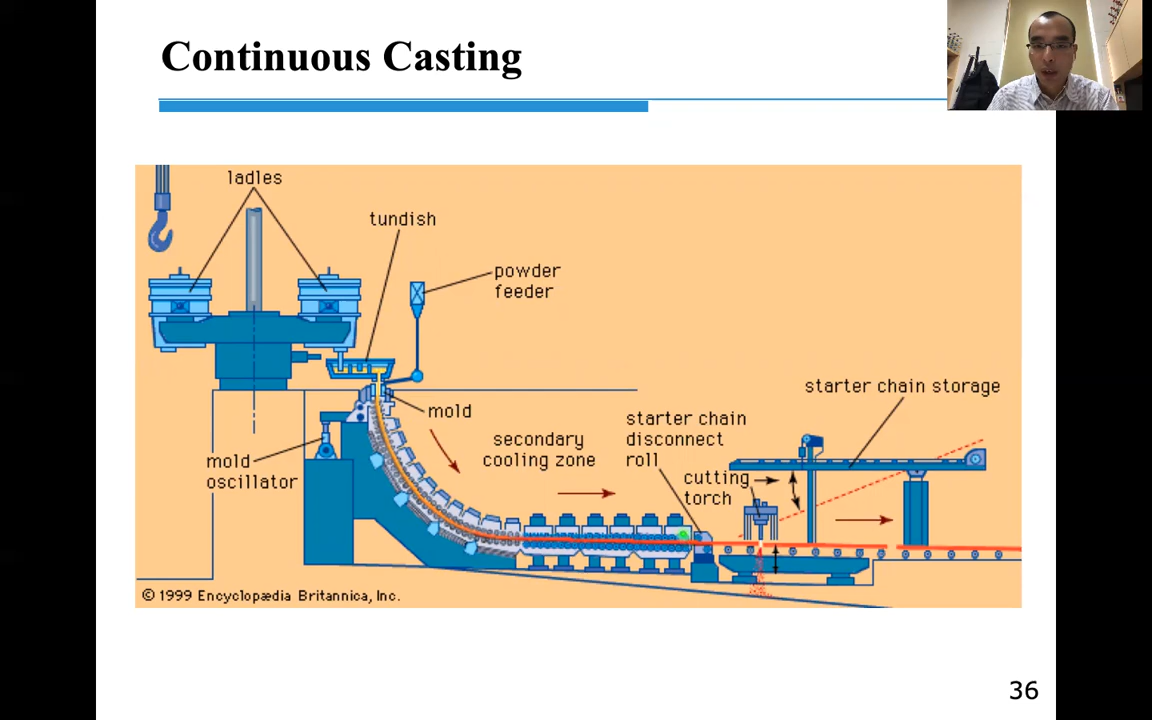 Continuous Casting
ladles
tundish
powder
feeder
starter chain storage
mold
starter chain
disconnect
roll
secondary
cooling zone
mold
oscillator
cutting
torch
© 1999 Encyclopædia Britannica, Inc.
36